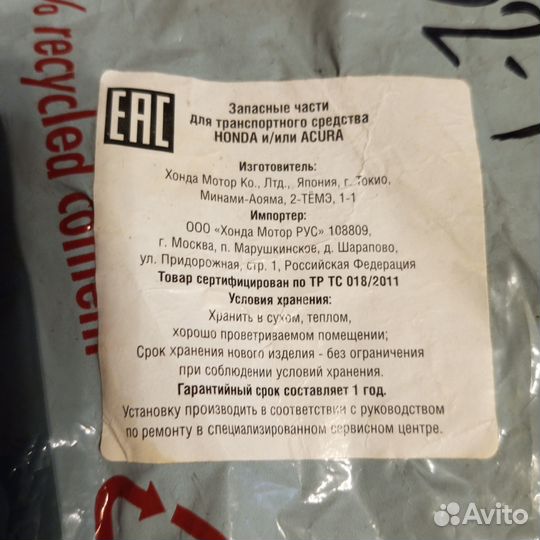 % recycled content
EAC
Запасные части
для транспортного средства
HONDA и/или ACURA
Изготовитель:
Хонда Мотор Ко., Лтд., Япония, г. Токио,
Минами-Аояма, 2-ТЁМЭ, 1-1
Импортер:
ООО «Хонда Мотор РУС» 108809,
г. Москва, п. Марушкинское, д. Шарапово,
ул. Придорожная, стр. 1, Российская Федерация
Товар сертифицирован по ТР ТС 018/2011
Условия хранения:
Хранить в сухом, теплом,
хорошо проветриваемом помещении;
Срок хранения нового изделия - без ограничения
при соблюдении условий хранения.
Гарантийный срок составляет 1 год.
Установку производить в соответствии с руководством
по ремонту в специализированном сервисном центре.
Avito